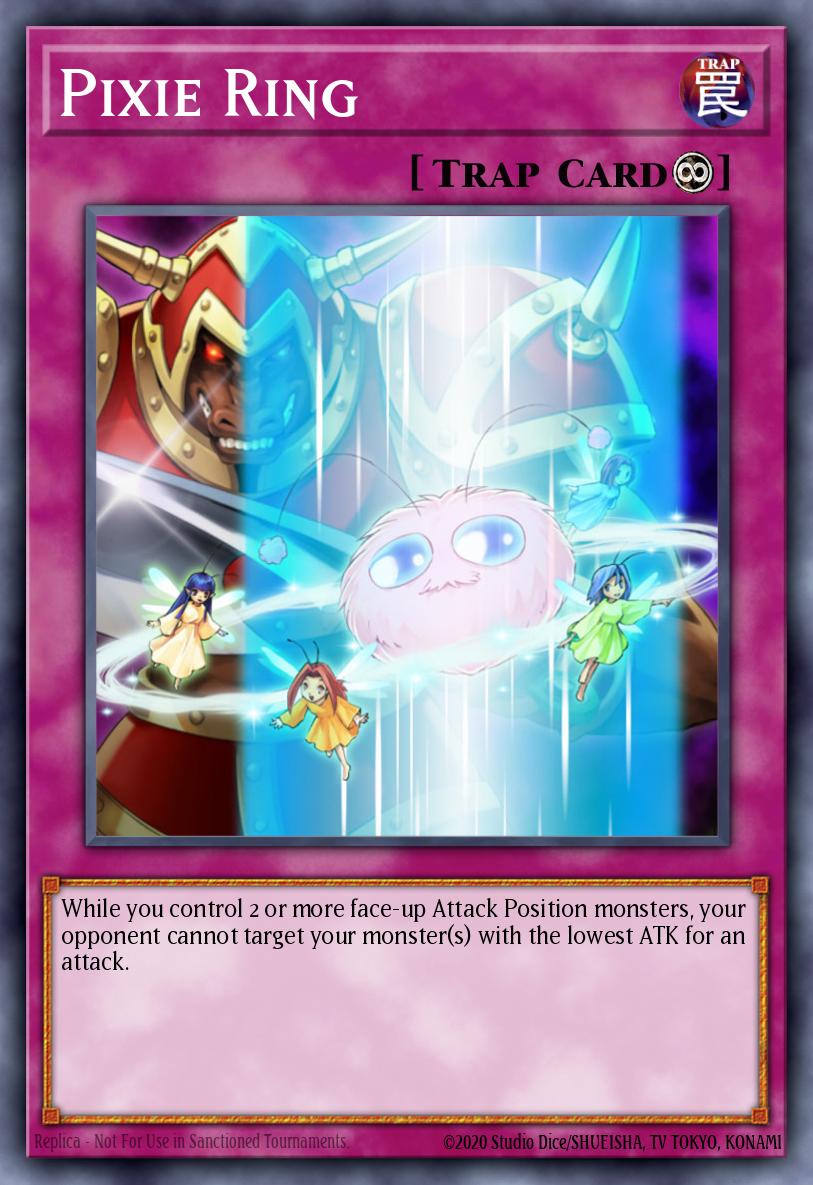 Pixie Ring
TRAP
罠
[Trap Card∞]
While you control 2 or more face-up Attack Position monsters, your
opponent cannot target your monster(s) with the lowest ATK for an
attack.
Replica - Not For Use in Sanctioned Tournaments.
©2020 Studio Dice/SHUEISHA, TV TOKYO, KONAMI